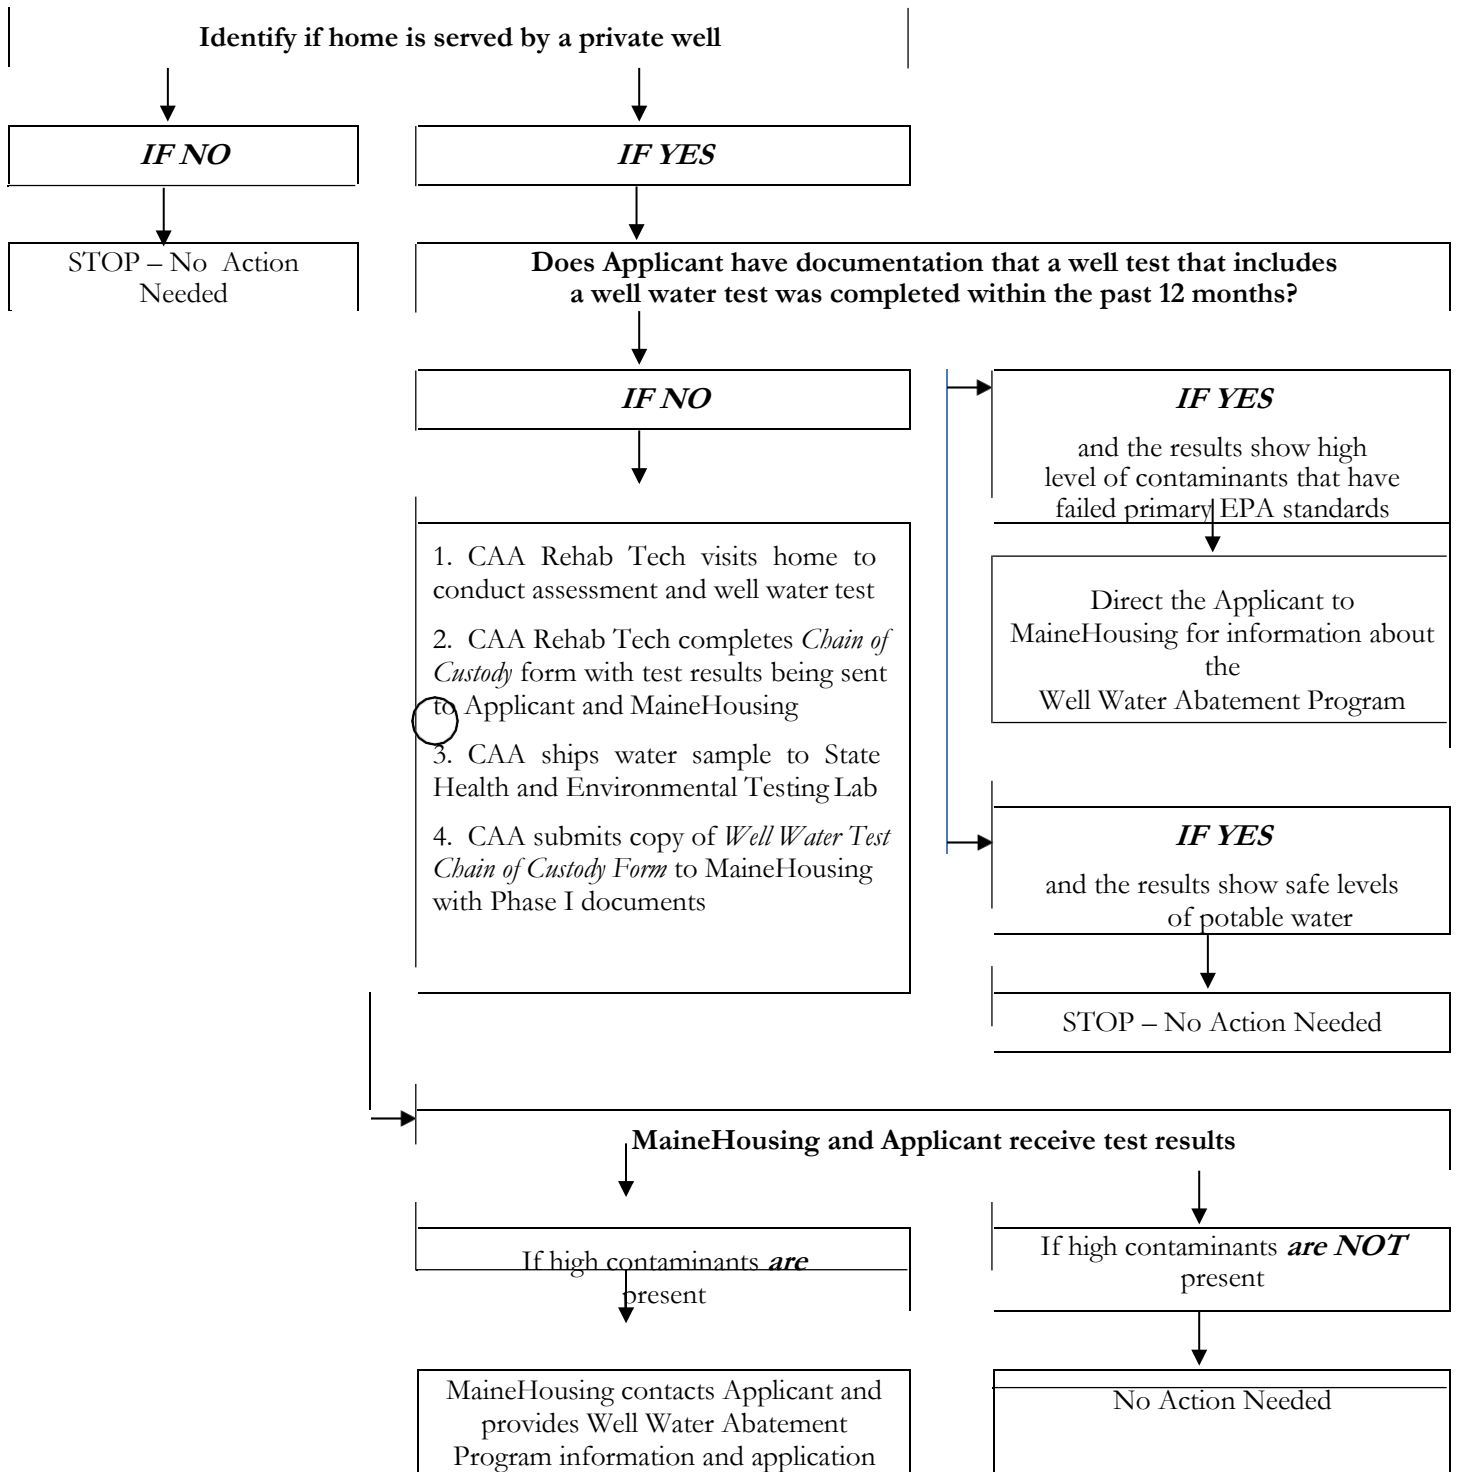 Identify if home is served by a private well
IF NO
IF YES
STOP – No Action
Needed
Does Applicant have documentation that a well test that includes
a well water test was completed within the past 12 months?
IF NO
IF YES
and the results show high
level of contaminants that have
failed primary EPA standards
1. CAA Rehab Tech visits home to
conduct assessment and well water test
2. CAA Rehab Tech completes Chain of
Custody form with test results being sent
to Applicant and MaineHousing
3. CAA ships water sample to State
Health and Environmental Testing Lab
4. CAA submits copy of Well Water Test
Chain of Custody Form to MaineHousing
with Phase I documents
Direct the Applicant to
MaineHousing for information about
the
Well Water Abatement Program
IF YES
and the results show safe levels
of potable water
STOP – No Action Needed
MaineHousing and Applicant receive test results
If high contaminants are
present
If high contaminants are NOT
present
MaineHousing contacts Applicant and
provides Well Water Abatement
Program information and application
No Action Needed